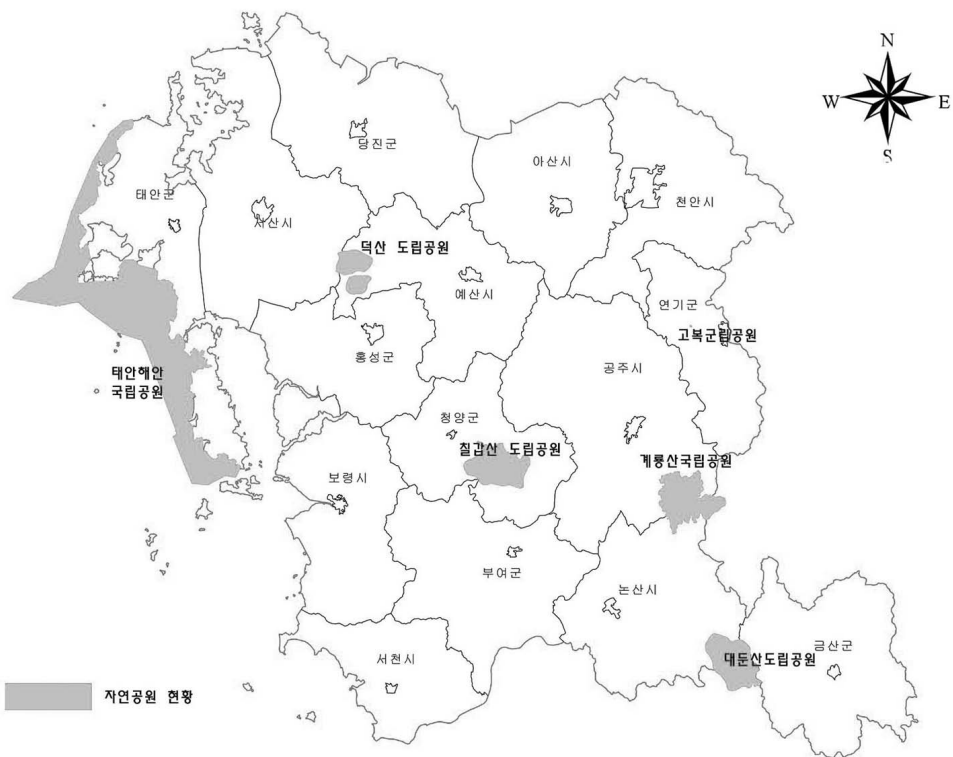 N
W E
S
당진군
아산시
천안시
태안군
서산시
덕산 도립공원
예산시
연기군
고복군립공원
홍성군
공주시
태안해안
국립공원
청양군
칠갑산 도립공원
계룡산국립공원
보령시
부여군
논산시
서천시
대둔산도립공원
금산군
자연공원 현황